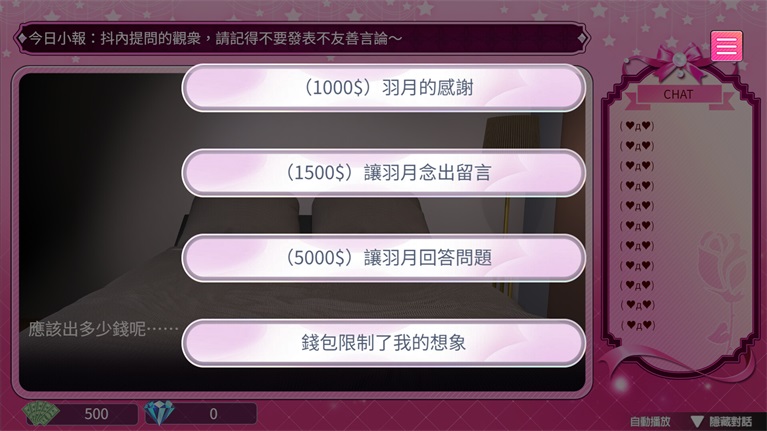 今日小報：抖內提問的觀眾，請記得不要發表不友善言論～
CHAT
（1000$）羽月的感謝
（1500$）讓羽月念出留言
（5000$）讓羽月回答問題
錢包限制了我的想象
應該出多少錢呢⋯⋯
(♥д♥)
(♥д♥)
(♥д♥)
(♥д♥)
(♥д♥)
(♥д♥)
(♥д♥)
(♥д♥)
(♥д♥)
(♥д♥)
(♥д♥)
500
0
自動播放
▼ 隱藏對話